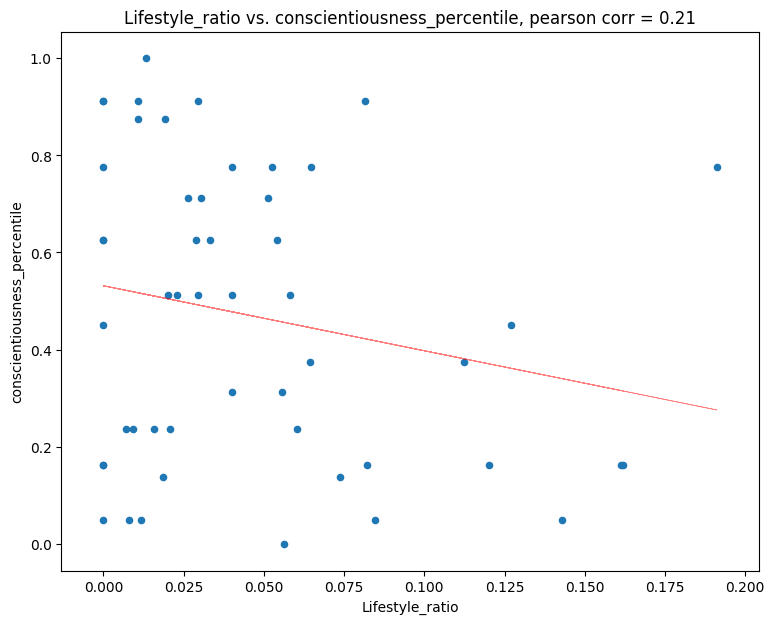 Lifestyle_ratio vs. conscientiousness_percentile, pearson corr = 0.21
conscientiousness_percentile
1.0
0.8
0.6
0.4
0.2
0.0
0.000 0.025 0.050 0.075 0.100 0.125 0.150 0.175 0.200
Lifestyle_ratio